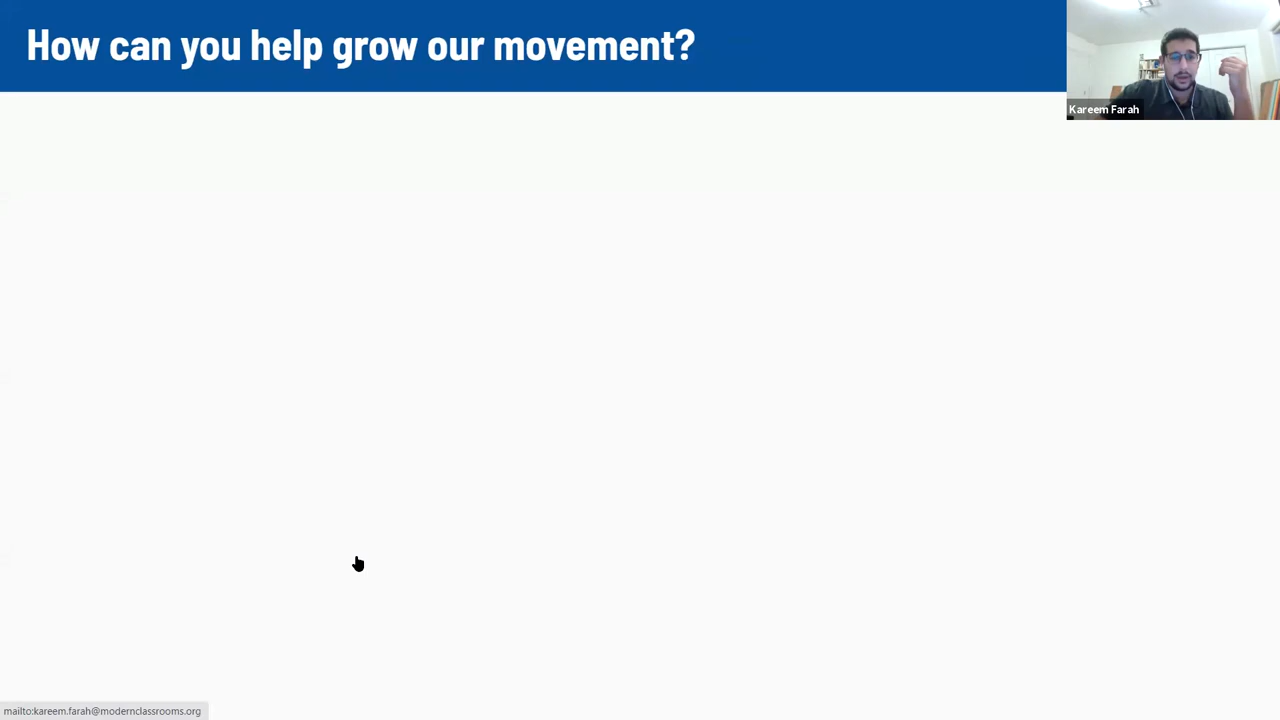 How can you help grow our movement?
Kareem Farah
mailto:kareem.farah@modernclassrooms.org